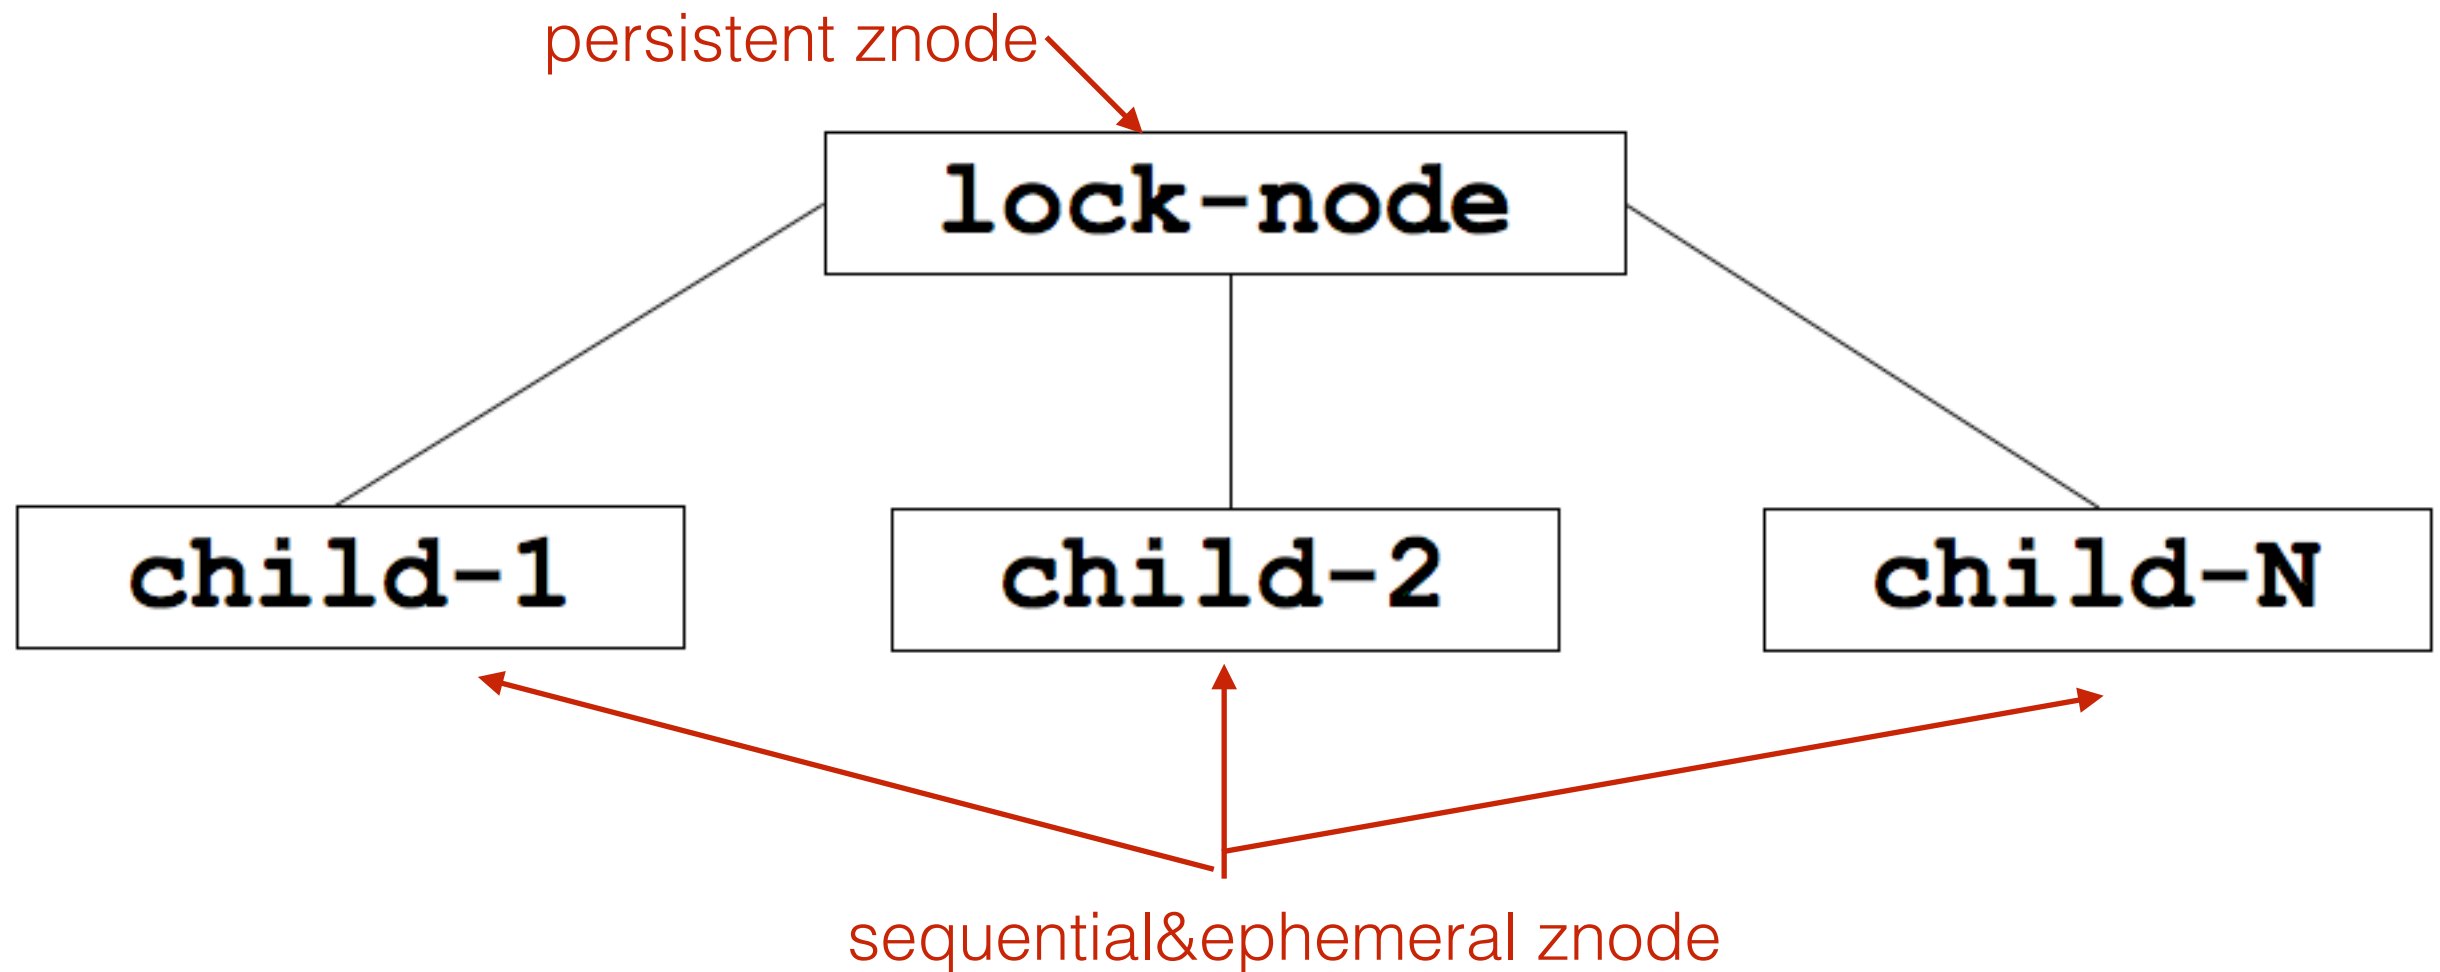 persistent znode
lock-node
child-1
child-2
child-N
sequential&ephemeral znode